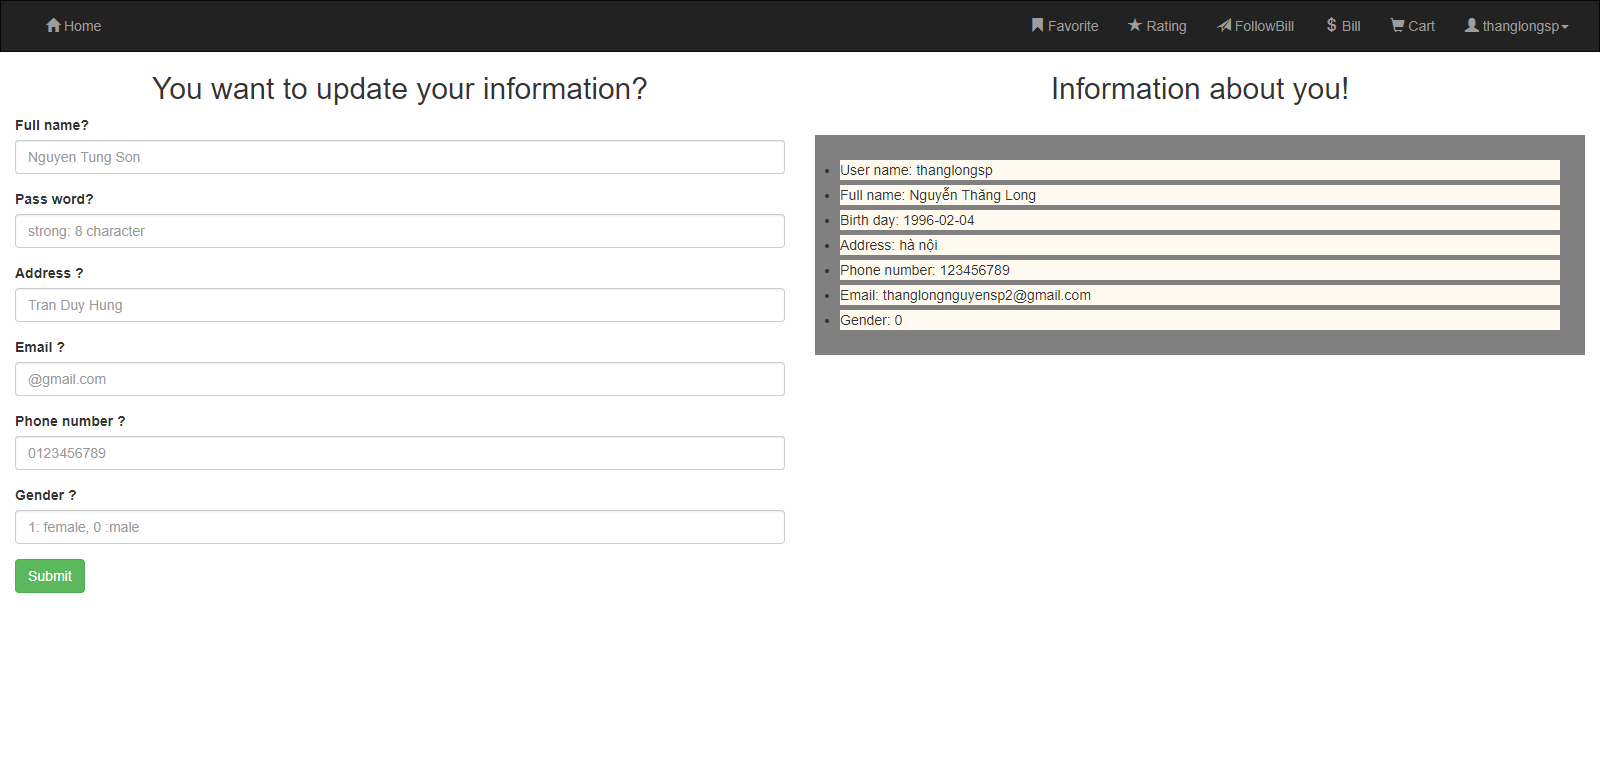 Home Favorite Rating FollowBill Bill Cart thanglongsp
You want to update your information?
Full name?
Nguyen Tung Son
Pass word?
strong: 8 character
Address ?
Tran Duy Hung
Email ?
@gmail.com
Phone number ?
0123456789
Gender ?
1: female, 0 :male
Submit
Information about you!
User name: thanglongsp
Full name: Nguyễn Thăng Long
Birth day: 1996-02-04
Address: hà nội
Phone number: 123456789
Email: thanglongnguyensp2@gmail.com
Gender: 0